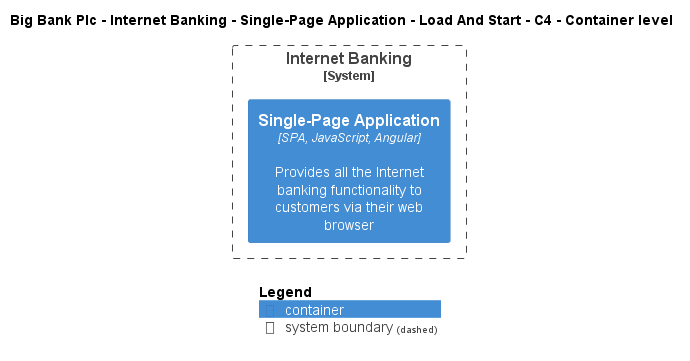 Big Bank Plc - Internet Banking - Single-Page Application - Load And Start - C4 - Container level
Internet Banking
[System]
Single-Page Application
[SPA, JavaScript, Angular]
Provides all the Internet
banking functionality to
customers via their web
browser
Legend
container
system boundary (dashed)